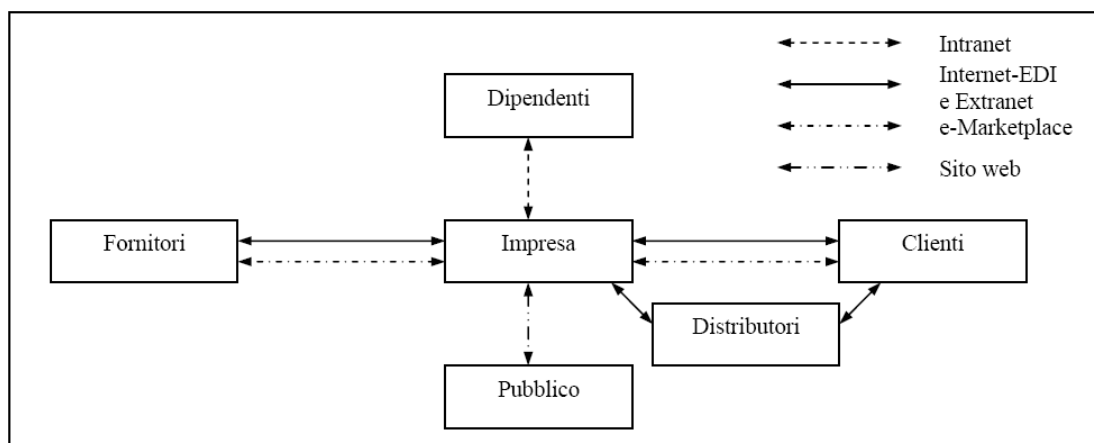 Intranet
Internet-EDI
e Extranet
e-Marketplace
Sito web
Dipendenti
Fornitori
Impresa
Clienti
Distributori
Pubblico